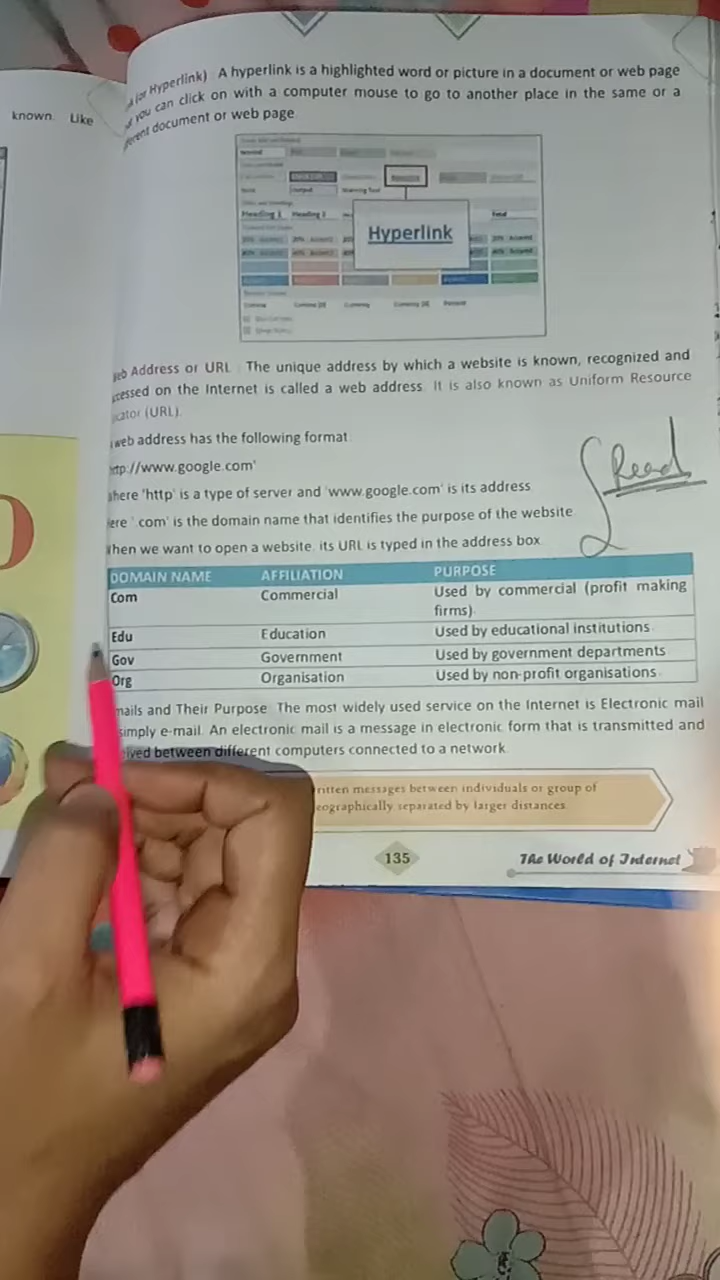 known. Like
(or Hyperlink) A hyperlink is a highlighted word or picture in a document or web page
you can click on with a computer mouse to go to another place in the same or a
erent document or web page.
Heading 1 Heading 2
Hyperlink
eb Address or URL : The unique address by which a website is known, recognized and
cessed on the Internet is called a web address. It is also known as Uniform Resource
cator (URL).
web address has the following format
ttp://www.google.com'
here 'http' is a type of server and 'www.google.com' is its address.
ere '.com' is the domain name that identifies the purpose of the website.
hen we want to open a website, its URL is typed in the address box.
Read
DOMAIN NAME AFFILIATION PURPOSE
Com Commercial Used by commercial (profit making
firms).
Edu Education Used by educational institutions.
Gov Government Used by government departments
Org Organisation Used by non-profit organisations.
mails and Their Purpose The most widely used service on the Internet is Electronic mail
simply e-mail. An electronic mail is a message in electronic form that is transmitted and
eived between different computers connected to a network.
ritten messages between individuals or group of
eographically separated by larger distances.
135 The World of Internet